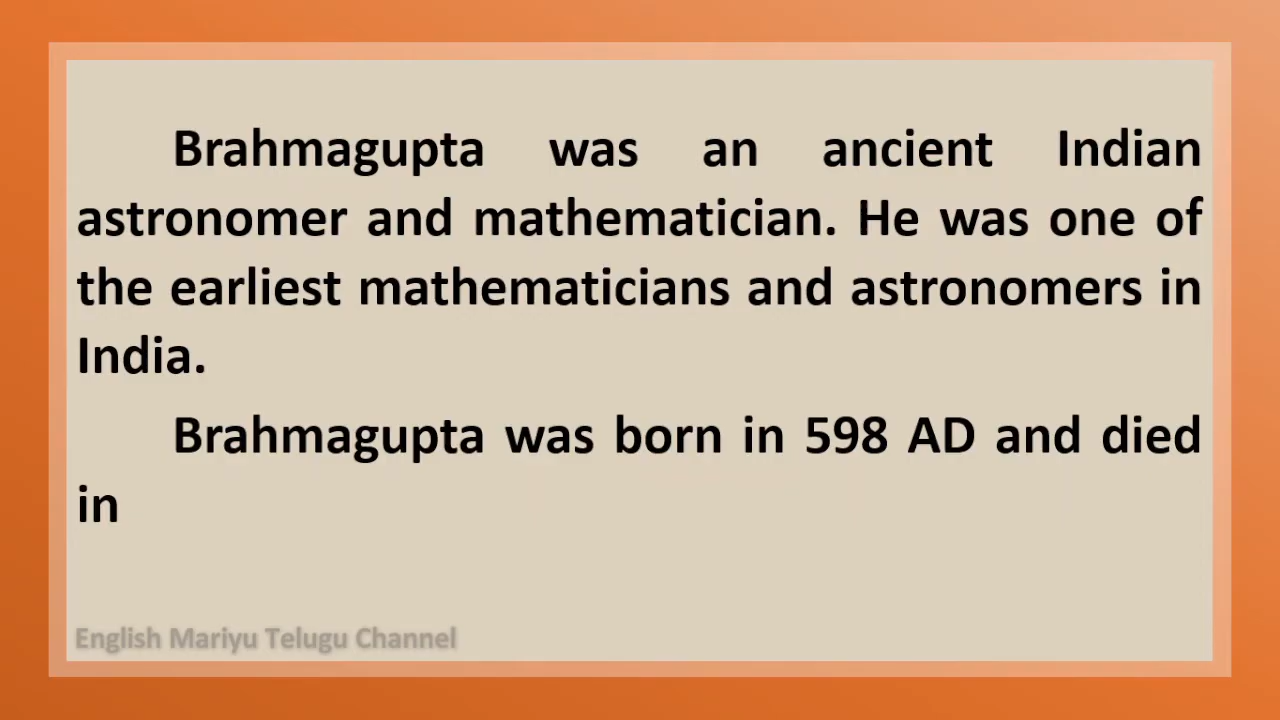 Brahmagupta was an ancient Indian
astronomer and mathematician. He was one of
the earliest mathematicians and astronomers in
India.
Brahmagupta was born in 598 AD and died
in
English Mariyu Telugu Channel